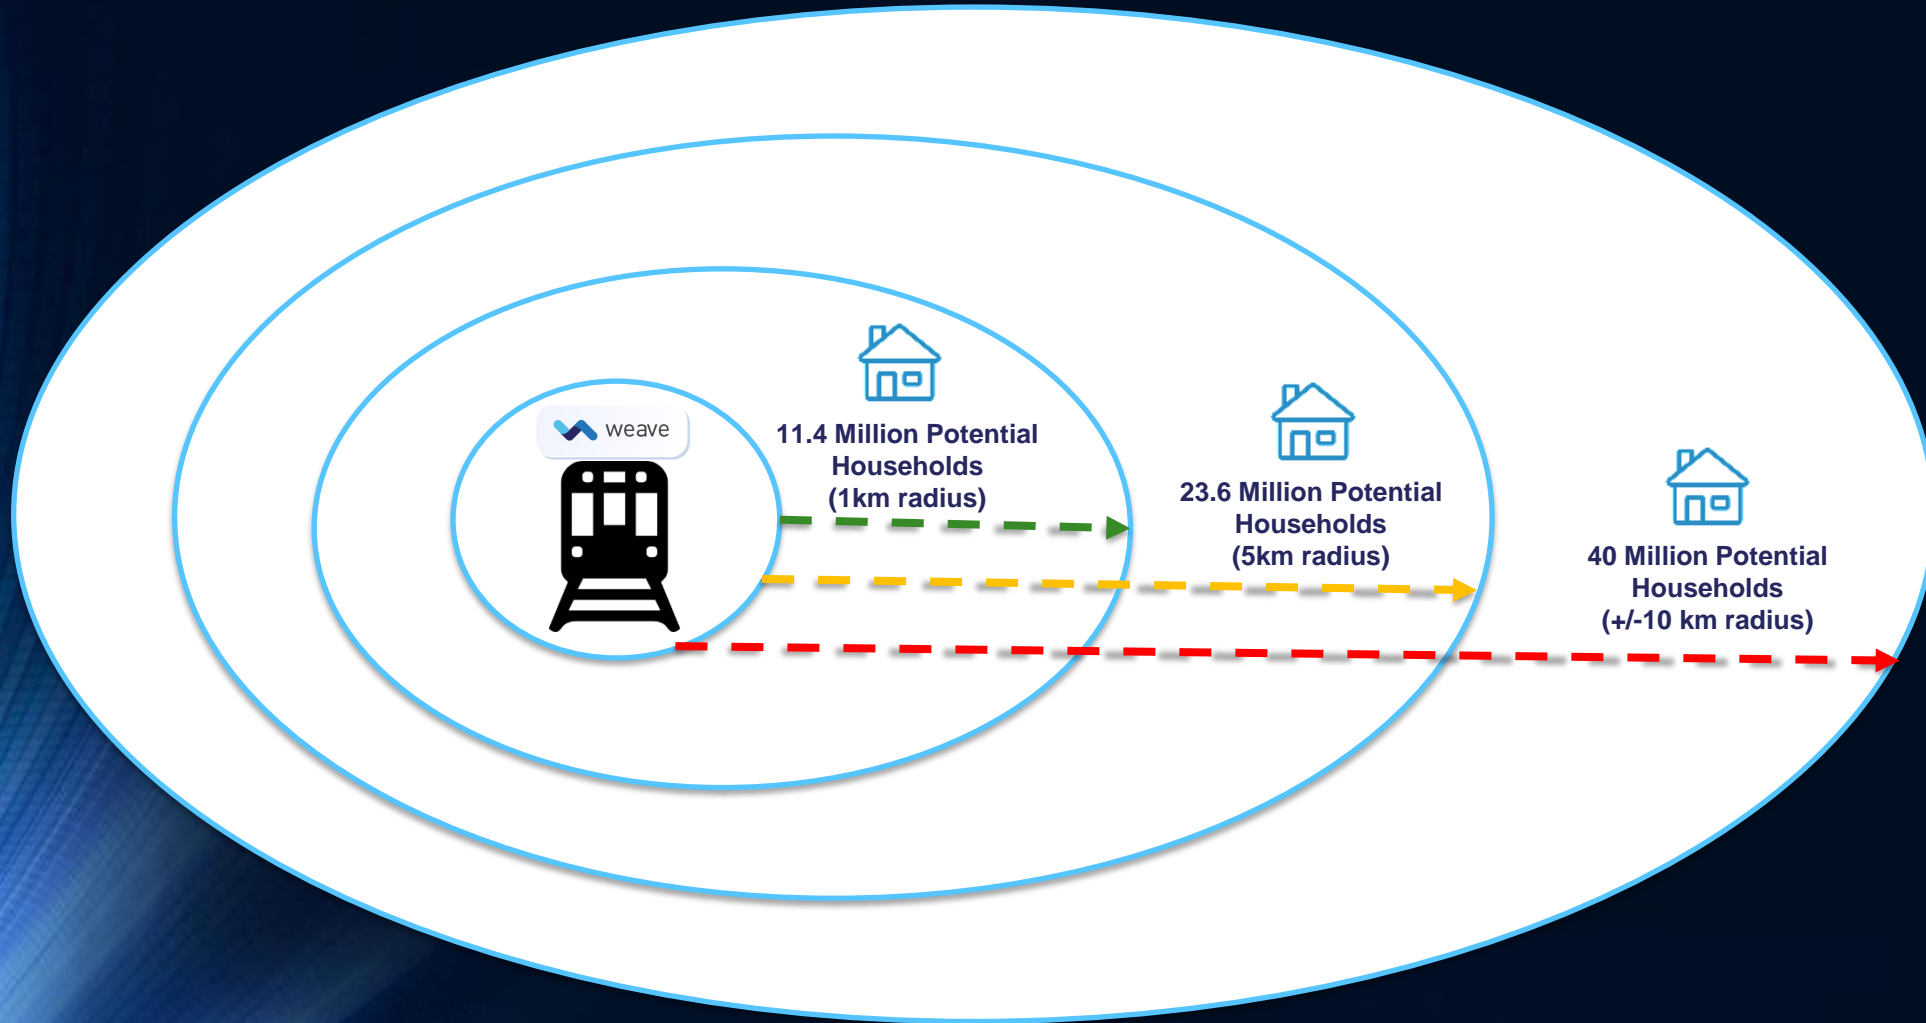 weave
11.4 Million Potential
Households
(1km radius)
23.6 Million Potential
Households
(5km radius)
40 Million Potential
Households
(+/-10 km radius)